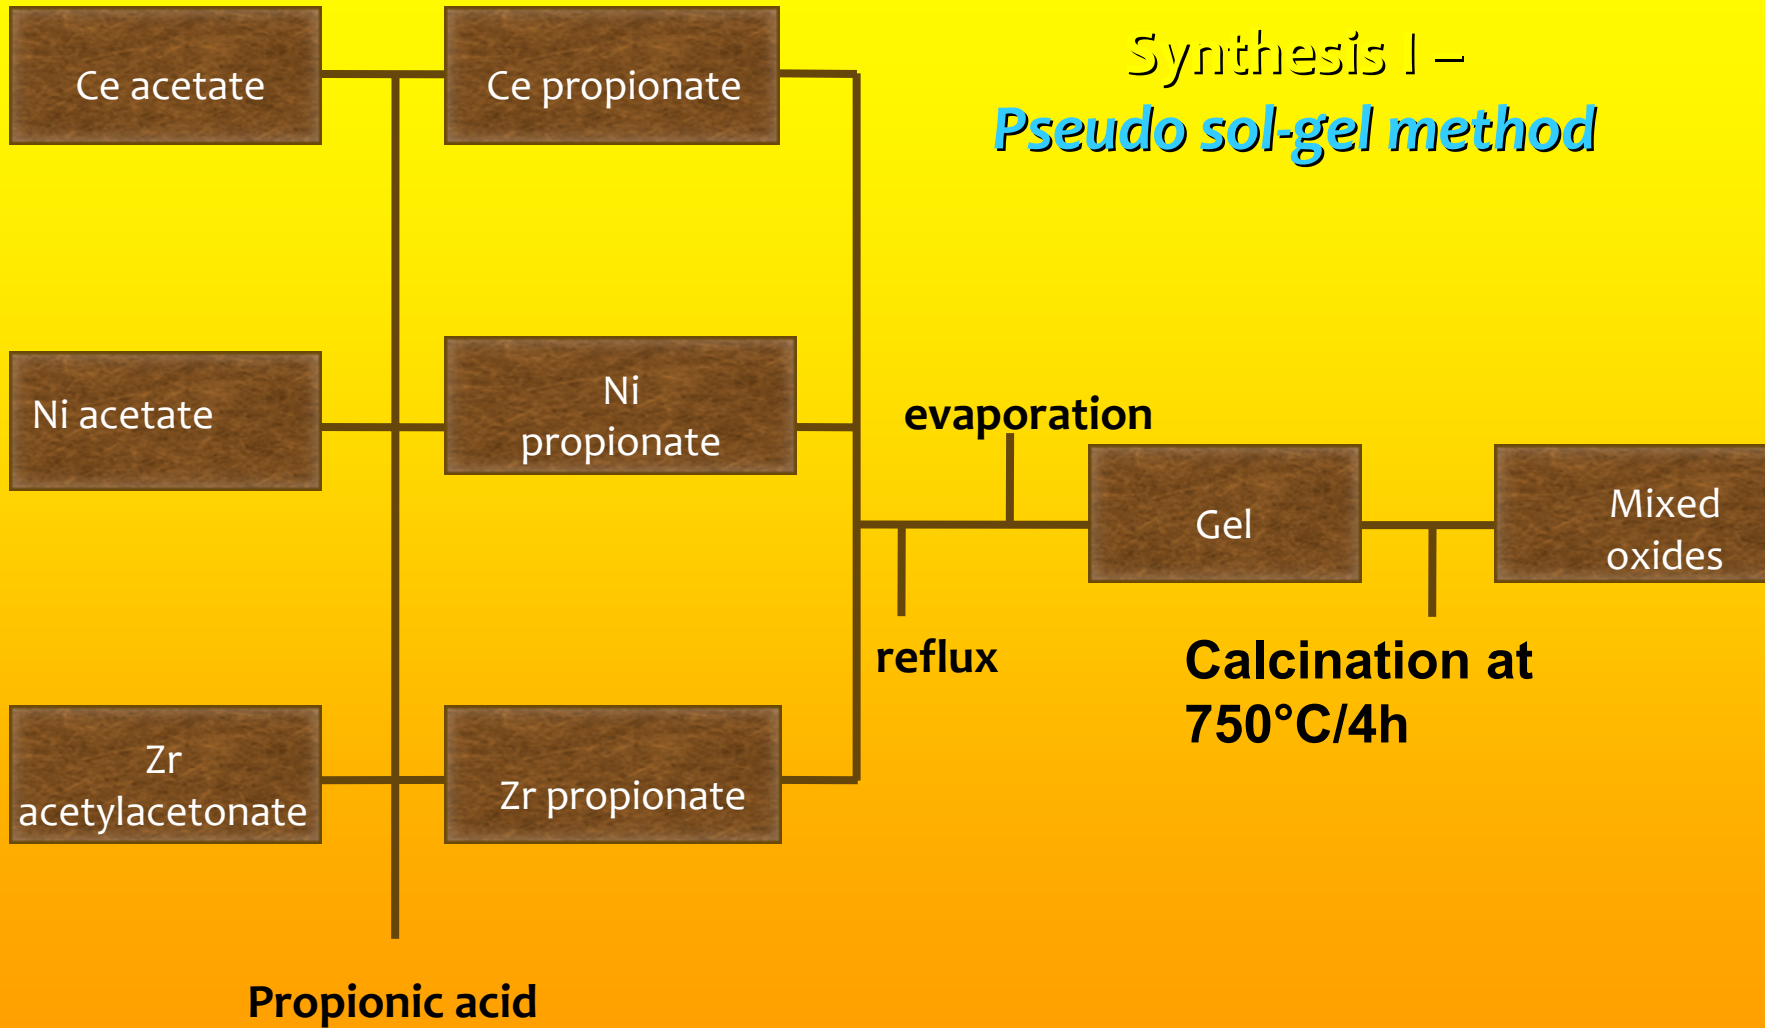 Synthesis I –
Pseudo sol-gel method
Ce acetate
Ce propionate
Ni acetate
Ni
propionate
evaporation
Gel
Mixed
oxides
reflux
Calcination at
750°C/4h
Zr
acetylacetonate
Zr propionate
Propionic acid